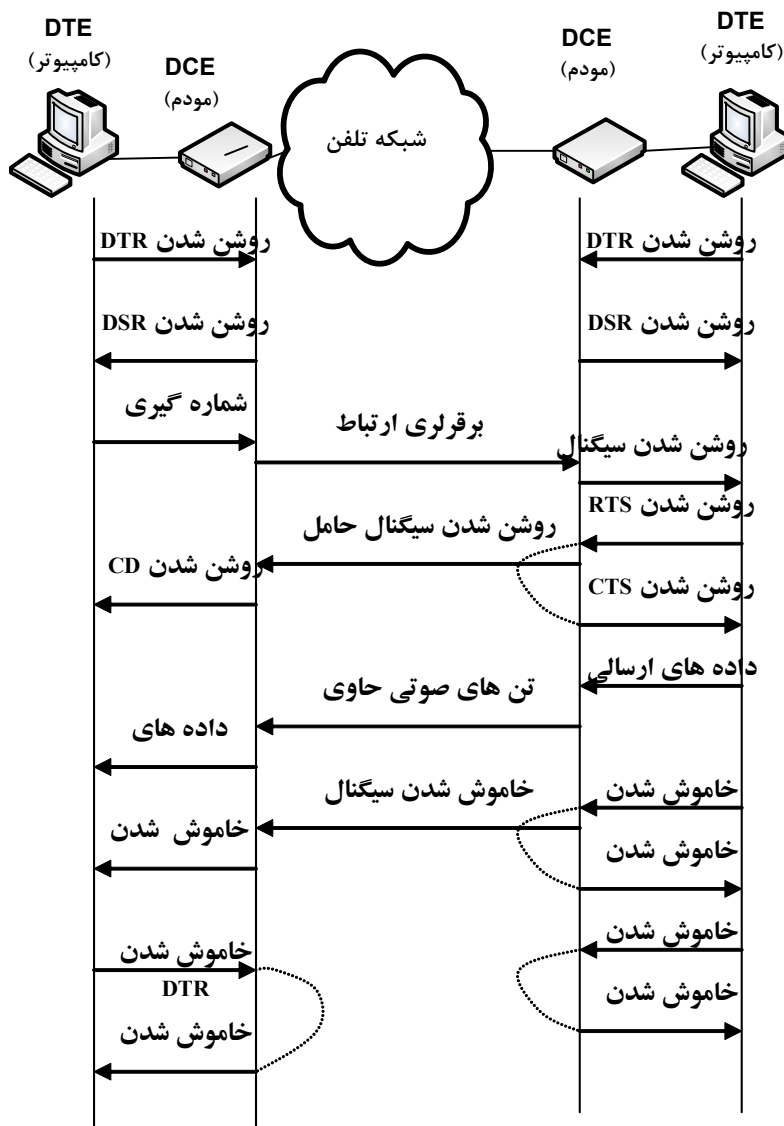 DTE
(کامپیوتر)
DCE
(مودم)
شبکه تلفن
DCE
(مودم)
DTE
(کامپیوتر)
روشن شدن DTR
روشن شدن DTR
روشن شدن DSR
روشن شدن DSR
شماره گیری
برقرلری ارتباط
روشن شدن سیگنال
روشن شدن RTS
روشن شدن سیگنال حامل
روشن شدن CD
روشن شدن CTS
داده های ارسالی
تن های صوتی حاوی
داده های
خاموش شدن
خاموش شدن سیگنال
خاموش شدن
خاموش شدن
خاموش شدن
خاموش شدن
DTR
خاموش شدن
خاموش شدن